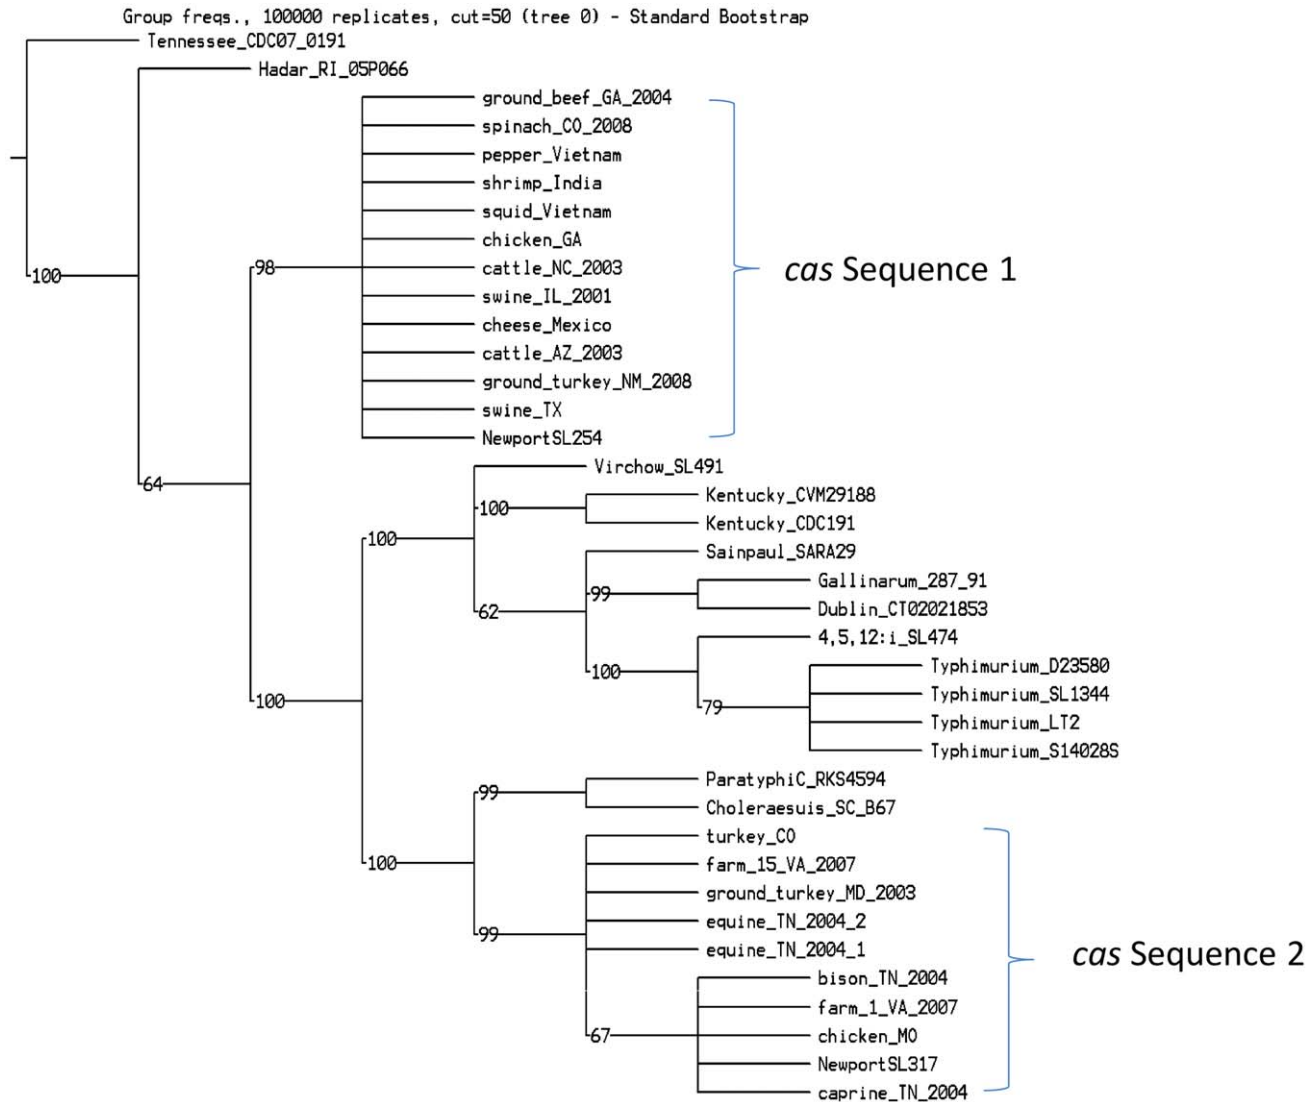 Group freqs., 100000 replicates, cut=50 (tree 0) - Standard Bootstrap
Tennessee_CDC07_0191
Hadar_RI_05P066
ground_beef_GA_2004
spinach_CO_2008
pepper_Vietnam
shrimp_India
squid_Vietnam
chicken_GA
98
cattle_NC_2003
cas Sequence 1
100
swine_IL_2001
cheese_Mexico
cattle_AZ_2003
ground_turkey_NM_2008
swine_TX
NewportSL254
Virchow_SL491
64
Kentucky_CVM29188
100
Kentucky_CDC191
100
Sainpaul_SARA29
Gallinarum_287_91
99
Dublin_CT02021853
62
4,5,12:i_SL474
Typhimurium_D23580
100
Typhimurium_SL1344
100
79
Typhimurium_LT2
Typhimurium_S14028S
ParatyphiC_RKS4594
99
Choleraesuis_SC_B67
turkey_CO
100
farm_15_VA_2007
ground_turkey_MD_2003
equine_TN_2004_2
99
equine_TN_2004_1
cas Sequence 2
bison_TN_2004
farm_1_VA_2007
67
chicken_MO
NewportSL317
caprine_TN_2004